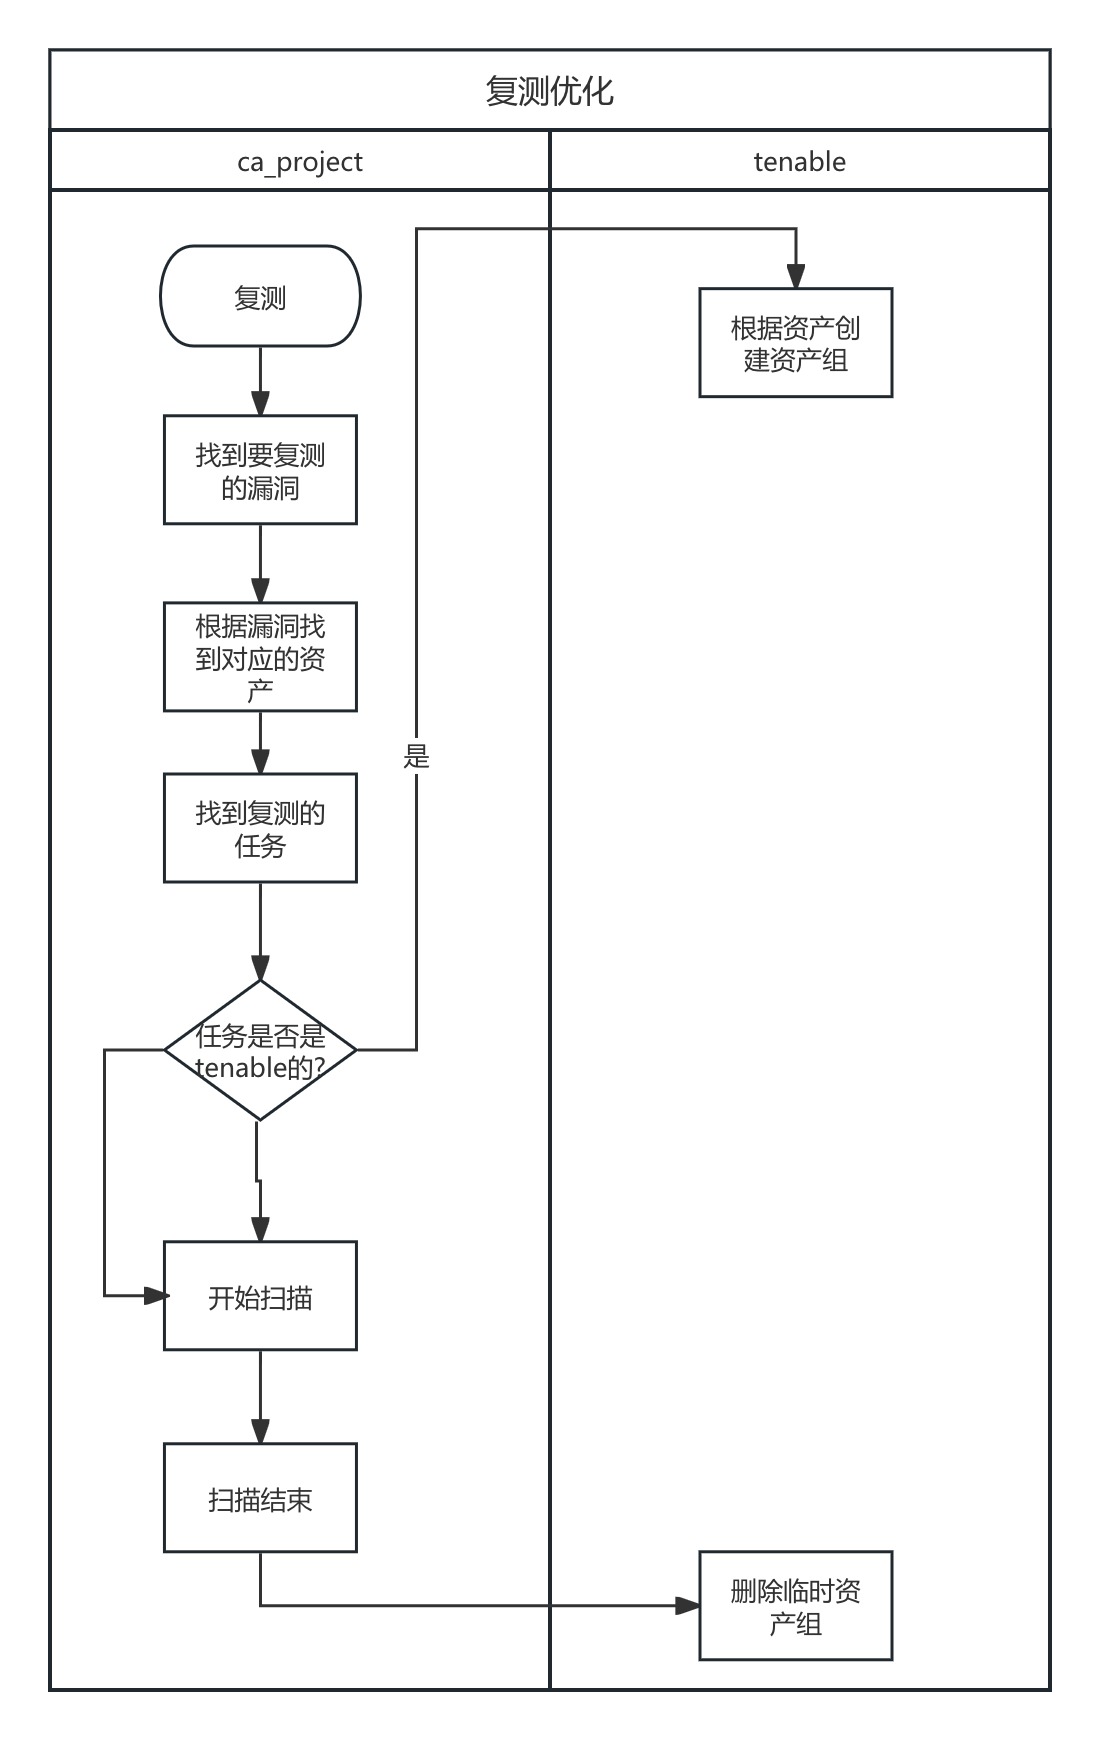 复测优化
ca_project
tenable
复测
根据资产创
建资产组
找到要复测
的漏洞
根据漏洞找
到对应的资
产
是
找到复测的
任务
任务是否是
tenable的?
开始扫描
扫描结束
删除临时资
产组